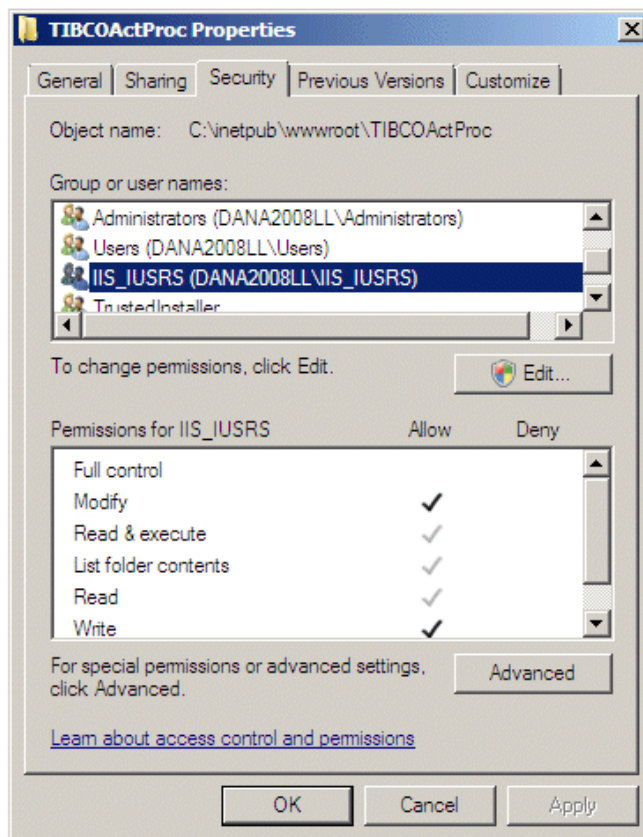 TIBCOActProc Properties
General Sharing Security Previous Versions Customize
Object name: C:\inetpub\wwwroot\TIBCOActProc
Group or user names:
Administrators (DANA2008LL\Administrators)
Users (DANA2008LL\Users)
IIS_IUSRS (DANA2008LL\IIS_IUSRS)
TrustedInstaller
To change permissions, click Edit.
Edit...
Permissions for IIS_IUSRS Allow Deny
Full control
Modify
Read & execute
List folder contents
Read
Write
For special permissions or advanced settings,
click Advanced.
Advanced
Learn about access control and permissions
OK Cancel Apply